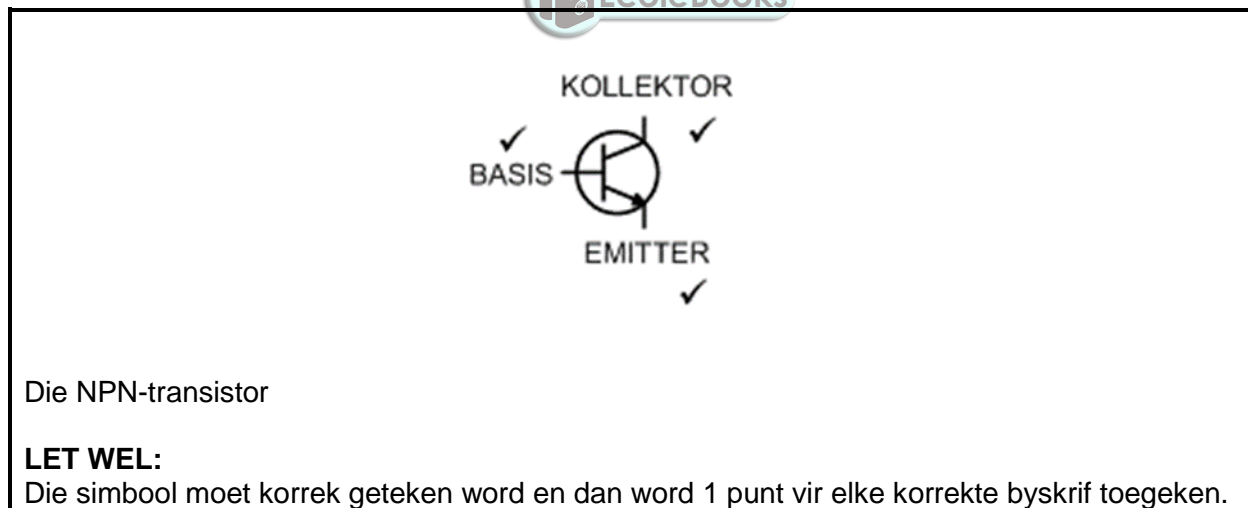 KOLLEKTOR
BASIS
EMITTER
Die NPN-transistor
LET WEL:
Die simbool moet korrek geteken word en dan word 1 punt vir elke korrekte byskrif toegeken.